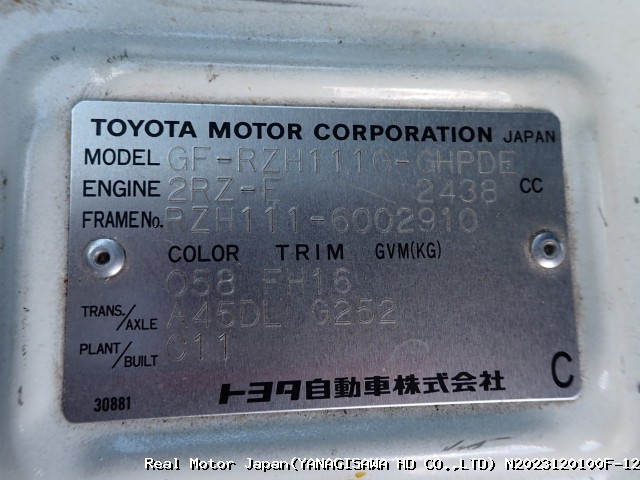 TOYOTA MOTOR CORPORATION JAPAN
MODEL GF-RZH111G-GHPDE
ENGINE 2RZ-E 2438 CC
FRAME No. RZH111-6002910
COLOR TRIM GVM(KG)
058 FH16
TRANS./AXLE A45DL G252
PLANT/BUILT C11
30881 トヨタ自動車株式会社 C
Real Motor Japan(YANAGISAWA HD CO.,LTD) N2023120100F-12